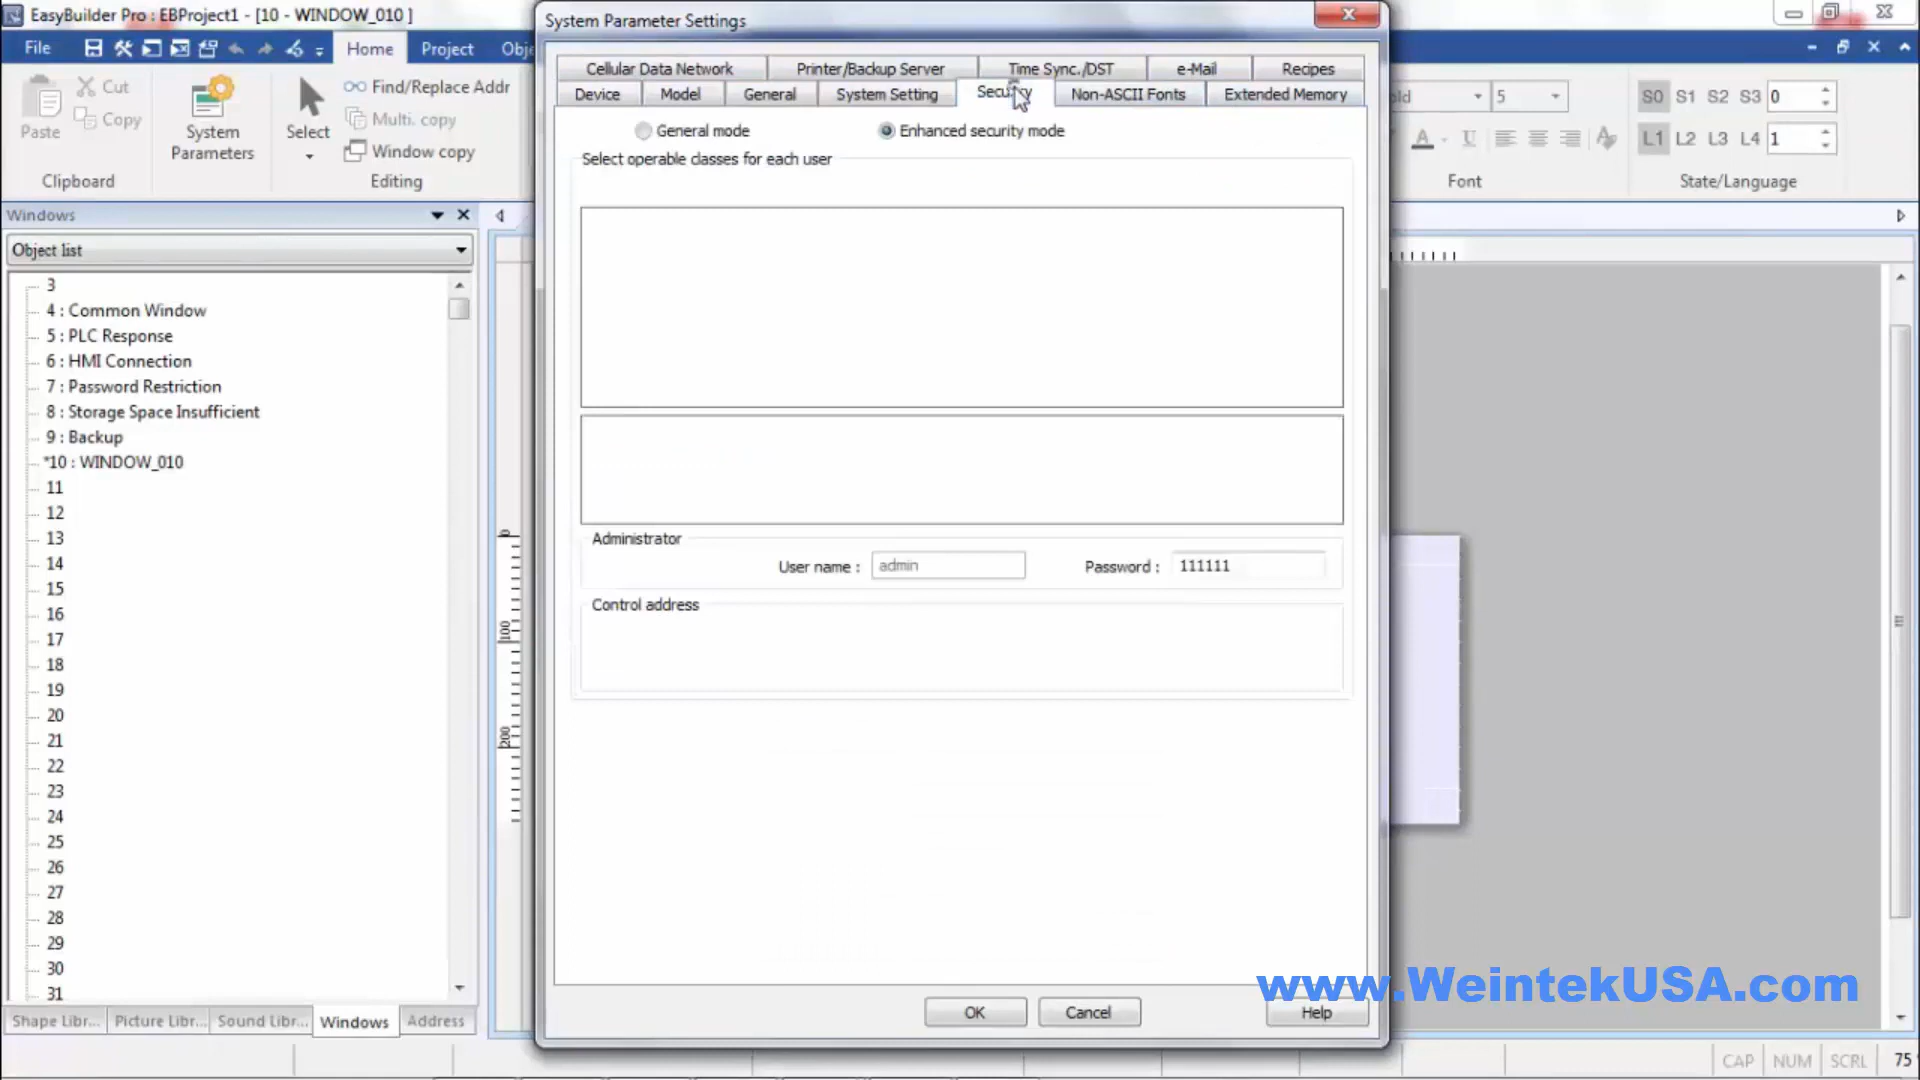 EasyBuilder Pro : EBProject1 - [10 - WINDOW_010 ]
System Parameter Settings
File
Home
Project
Obje
Cut
Copy
Paste
Clipboard
System
Parameters
Select
Find/Replace Addr
Multi. copy
Window copy
Editing
old
5
A
U
Font
S0 S1 S2 S3 0
L1 L2 L3 L4 1
State/Language
Cellular Data Network
Printer/Backup Server
Time Sync./DST
e-Mail
Recipes
Device
Model
General
System Setting
Security
Non-ASCII Fonts
Extended Memory
General mode
Enhanced security mode
Select operable classes for each user
Administrator
User name :
admin
Password :
111111
Control address
OK
Cancel
Help
Windows
Object list
3
4 : Common Window
5 : PLC Response
6 : HMI Connection
7 : Password Restriction
8 : Storage Space Insufficient
9 : Backup
*10 : WINDOW_010
11
12
13
14
15
16
17
18
19
20
21
22
23
24
25
26
27
28
29
30
31
0
100
200
Shape Libr...
Picture Libr...
Sound Libr...
Windows
Address
www.WeintekUSA.com
CAP
NUM
SCRL
75